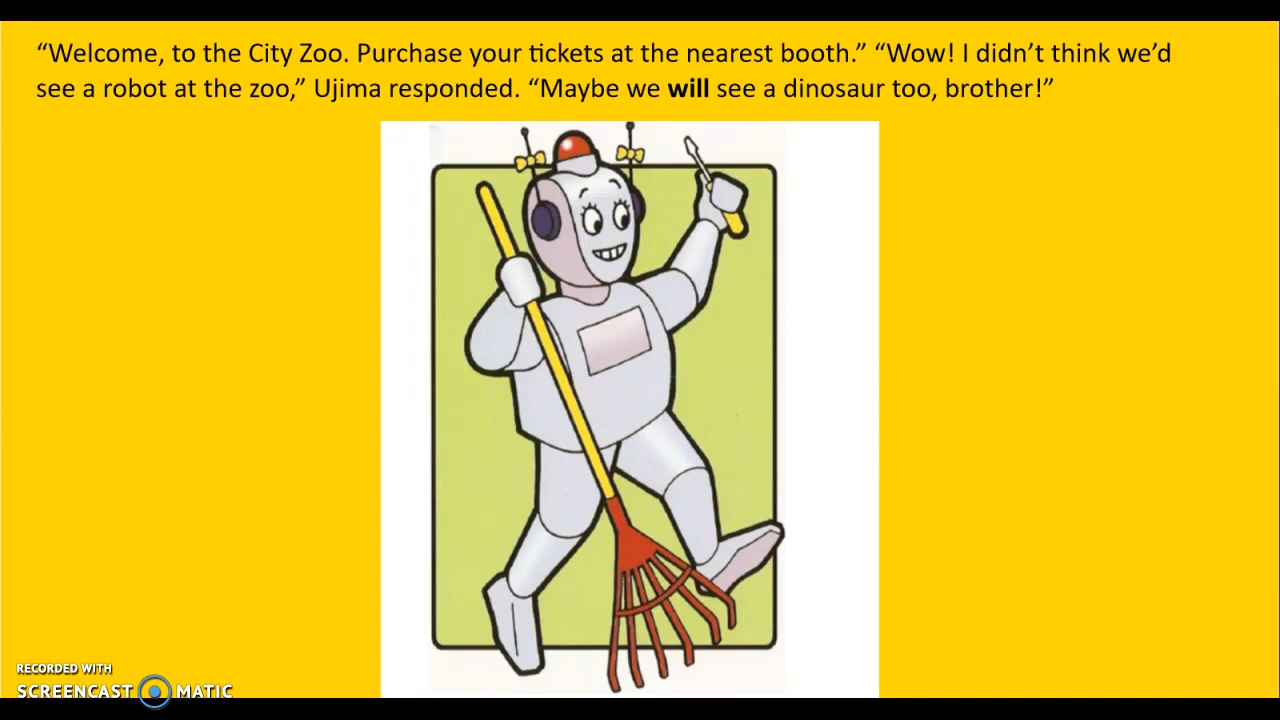 “Welcome, to the City Zoo. Purchase your tickets at the nearest booth.” “Wow! I didn’t think we’d
see a robot at the zoo,” Ujima responded. “Maybe we will see a dinosaur too, brother!”
RECORDED WITH
SCREENCAST MATIC